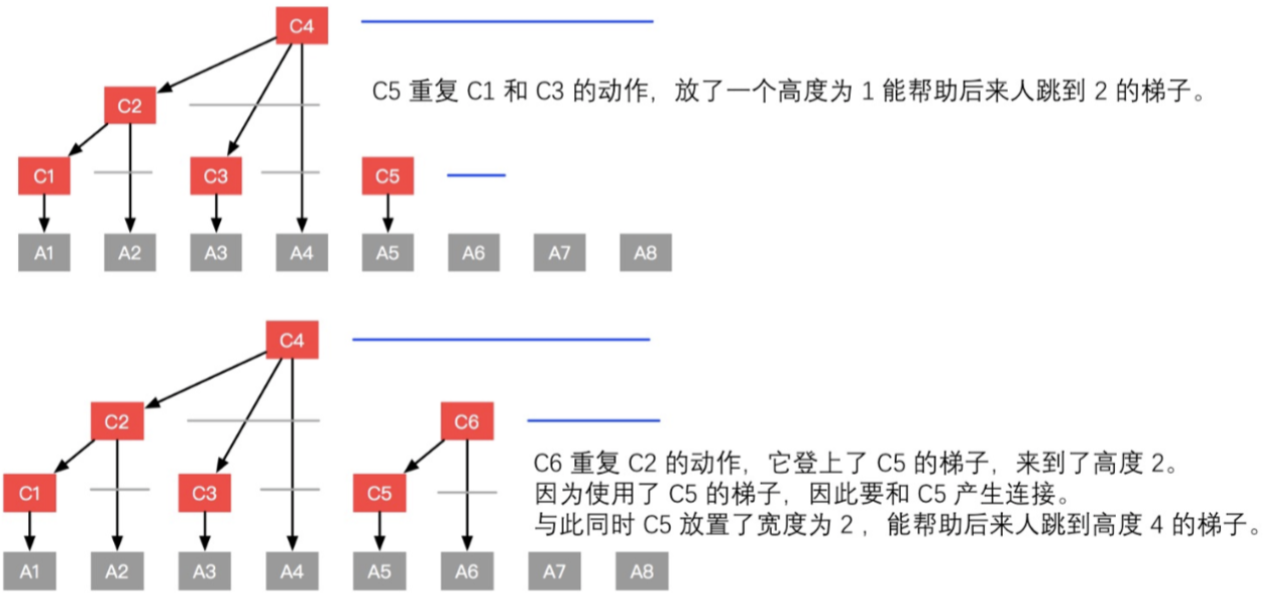 C4
C5 重复 C1 和 C3 的动作，放了一个高度为 1 能帮助后来人跳到 2 的梯子。
C2
C1 C3 C5
A1 A2 A3 A4 A5 A6 A7 A8
C4
C2 C6
C6 重复 C2 的动作，它登上了 C5 的梯子，来到了高度 2。
C1 C3 C5
因为使用了 C5 的梯子，因此要和 C5 产生连接。
与此同时 C5 放置了宽度为 2 ，能帮助后来人跳到高度 4 的梯子。
A1 A2 A3 A4 A5 A6 A7 A8